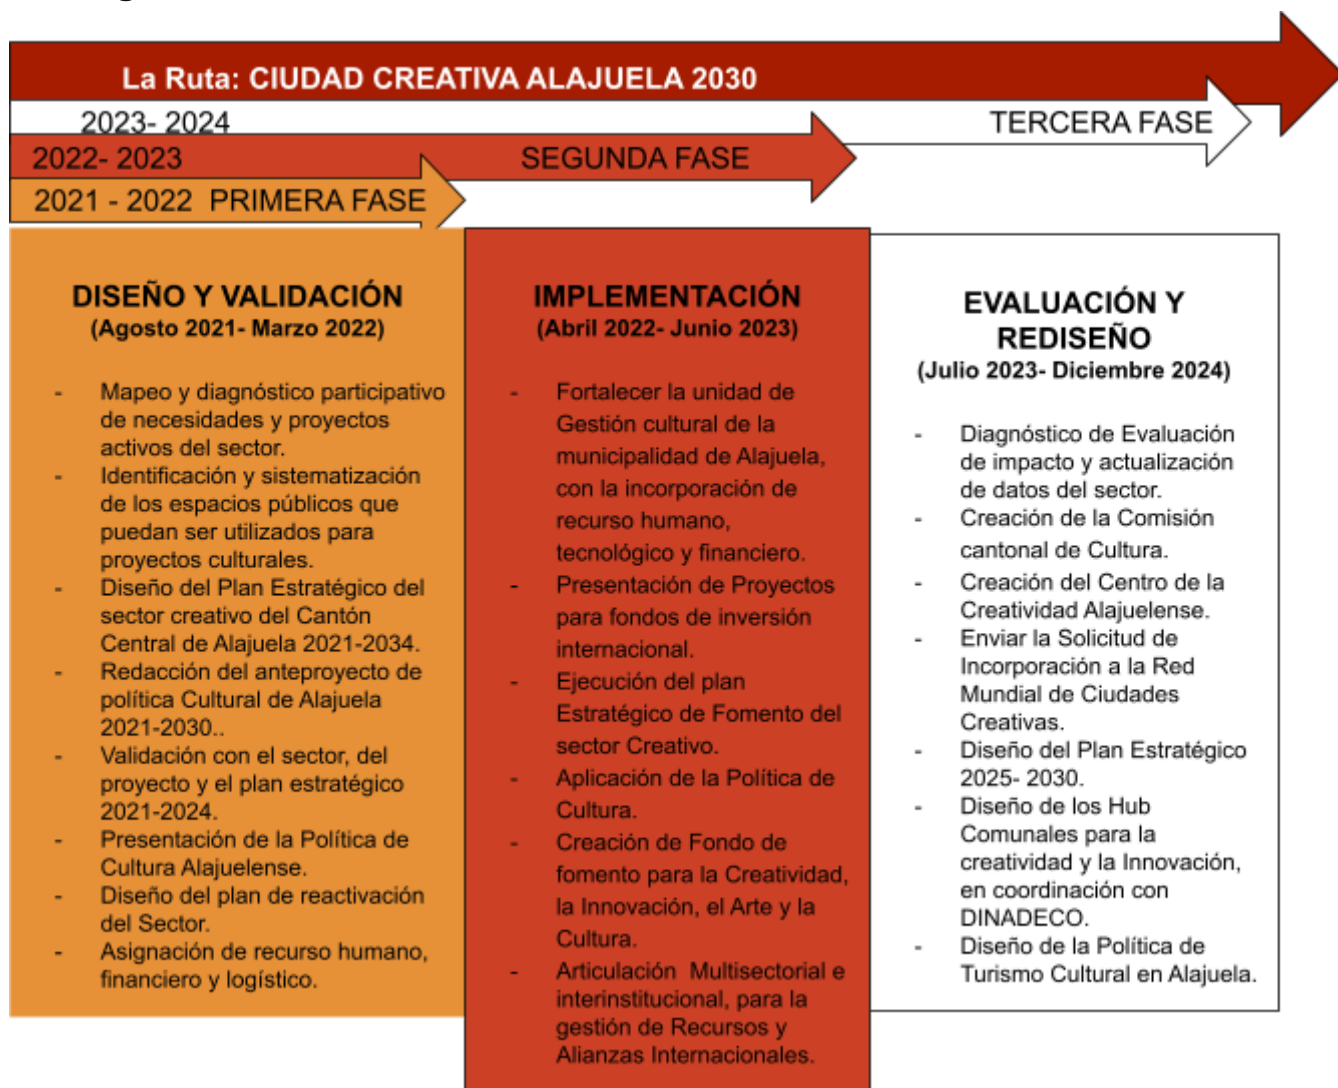 La Ruta: CIUDAD CREATIVA ALAJUELA 2030
2023- 2024
TERCERA FASE
2022- 2023
SEGUNDA FASE
2021 - 2022 PRIMERA FASE
DISEÑO Y VALIDACIÓN
(Agosto 2021- Marzo 2022)
- Mapeo y diagnóstico participativo
de necesidades y proyectos
activos del sector.
- Identificación y sistematización
de los espacios públicos que
puedan ser utilizados para
proyectos culturales.
- Diseño del Plan Estratégico del
sector creativo del Cantón
Central de Alajuela 2021-2034.
- Redacción del anteproyecto de
política Cultural de Alajuela
2021-2030..
- Validación con el sector, del
proyecto y el plan estratégico
2021-2024.
- Presentación de la Política de
Cultura Alajuelense.
- Diseño del plan de reactivación
del Sector.
- Asignación de recurso humano,
financiero y logístico.
IMPLEMENTACIÓN
(Abril 2022- Junio 2023)
- Fortalecer la unidad de
Gestión cultural de la
municipalidad de Alajuela,
con la incorporación de
recurso humano,
tecnológico y financiero.
- Presentación de Proyectos
para fondos de inversión
internacional.
- Ejecución del plan
Estratégico de Fomento del
sector Creativo.
- Aplicación de la Política de
Cultura.
- Creación de Fondo de
fomento para la Creatividad,
la Innovación, el Arte y la
Cultura.
- Articulación Multisectorial e
interinstitucional, para la
gestión de Recursos y
Alianzas Internacionales.
EVALUACIÓN Y
REDISEÑO
(Julio 2023- Diciembre 2024)
- Diagnóstico de Evaluación
de impacto y actualización
de datos del sector.
- Creación de la Comisión
cantonal de Cultura.
- Creación del Centro de la
Creatividad Alajuelense.
- Enviar la Solicitud de
Incorporación a la Red
Mundial de Ciudades
Creativas.
- Diseño del Plan Estratégico
2025- 2030.
- Diseño de los Hub
Comunales para la
creatividad y la Innovación,
en coordinación con
DINADECO.
- Diseño de la Política de
Turismo Cultural en Alajuela.